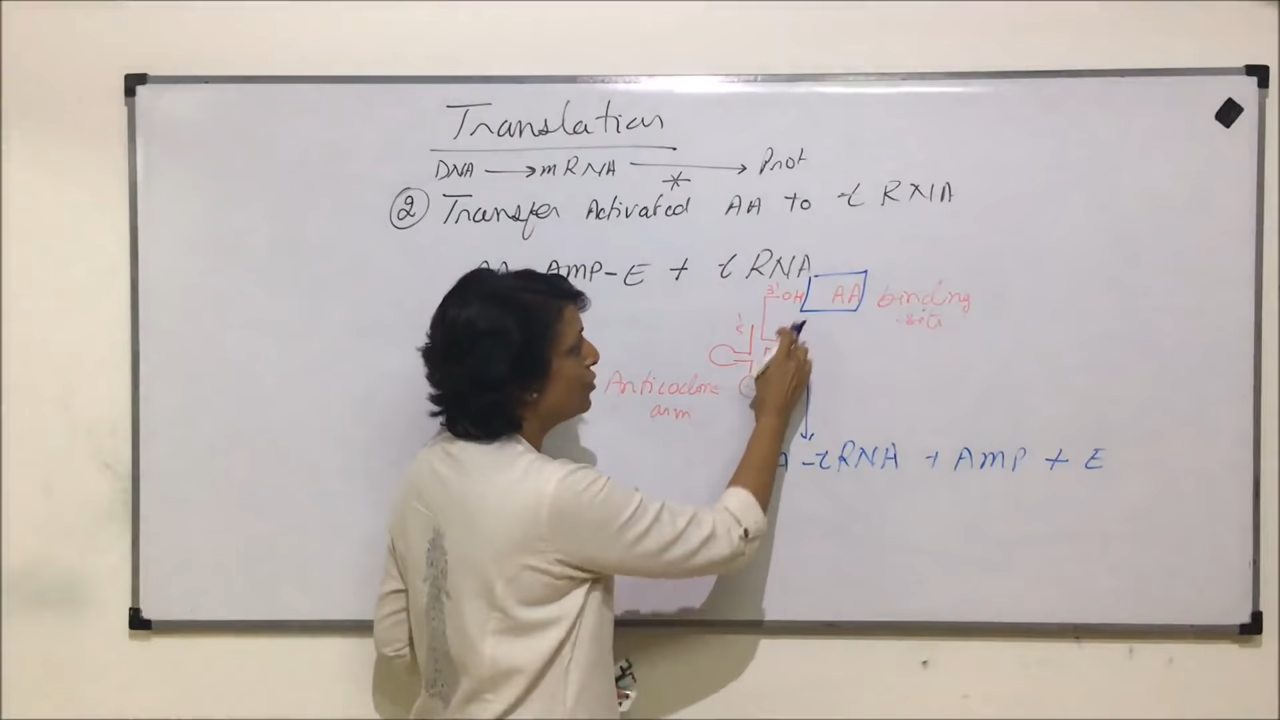 Translation
DNA → mRNA → Prot
② Transfer Activated AA to tRNA
AMP-E + tRNA
3' OH AA binding
site
5'
Anticodone
arm
-tRNA + AMP + E